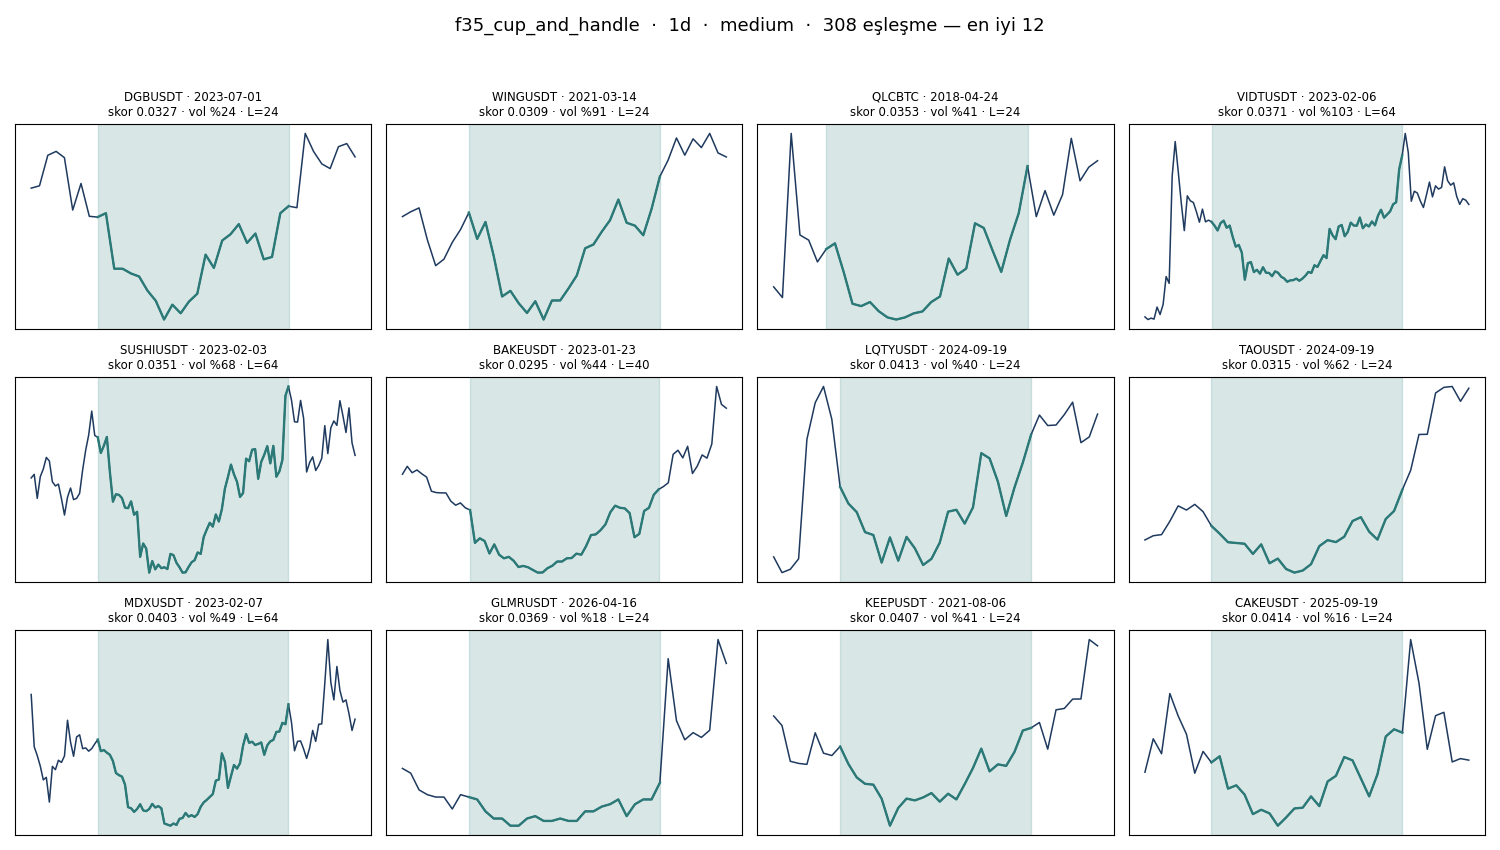 f35_cup_and_handle · 1d · medium · 308 eşleşme — en iyi 12
DGBUSDT · 2023-07-01
skor 0.0327 · vol %24 · L=24
WINGUSDT · 2021-03-14
skor 0.0309 · vol %91 · L=24
QLCBTC · 2018-04-24
skor 0.0353 · vol %41 · L=24
VIDTUSDT · 2023-02-06
skor 0.0371 · vol %103 · L=64
SUSHIUSDT · 2023-02-03
skor 0.0351 · vol %68 · L=64
BAKEUSDT · 2023-01-23
skor 0.0295 · vol %44 · L=40
LQTYUSDT · 2024-09-19
skor 0.0413 · vol %40 · L=24
TAOUSDT · 2024-09-19
skor 0.0315 · vol %62 · L=24
MDXUSDT · 2023-02-07
skor 0.0403 · vol %49 · L=64
GLMRUSDT · 2026-04-16
skor 0.0369 · vol %18 · L=24
KEEPUSDT · 2021-08-06
skor 0.0407 · vol %41 · L=24
CAKEUSDT · 2025-09-19
skor 0.0414 · vol %16 · L=24